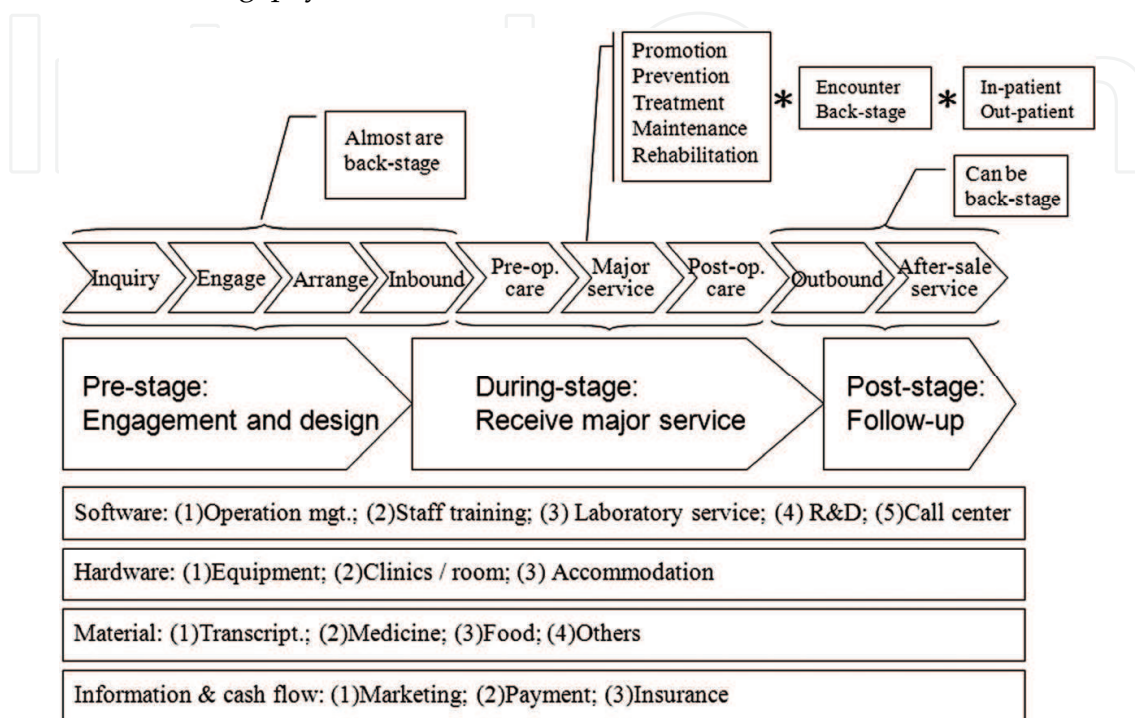 Promotion
Prevention
Treatment
Maintenance
Rehabilitation
*
Encounter
Back-stage
*
In-patient
Out-patient
Almost are
back-stage
Can be
back-stage
Inquiry
Engage
Arrange
Inbound
Pre-op.
care
Major
service
Post-op.
care
Outbound
After-sale
service
Pre-stage:
Engagement and design
During-stage:
Receive major service
Post-stage:
Follow-up
Software: (1)Operation mgt.; (2)Staff training; (3) Laboratory service; (4) R&D; (5)Call center
Hardware: (1)Equipment; (2)Clinics / room; (3) Accommodation
Material: (1)Transcript.; (2)Medicine; (3)Food; (4)Others
Information & cash flow: (1)Marketing; (2)Payment; (3)Insurance